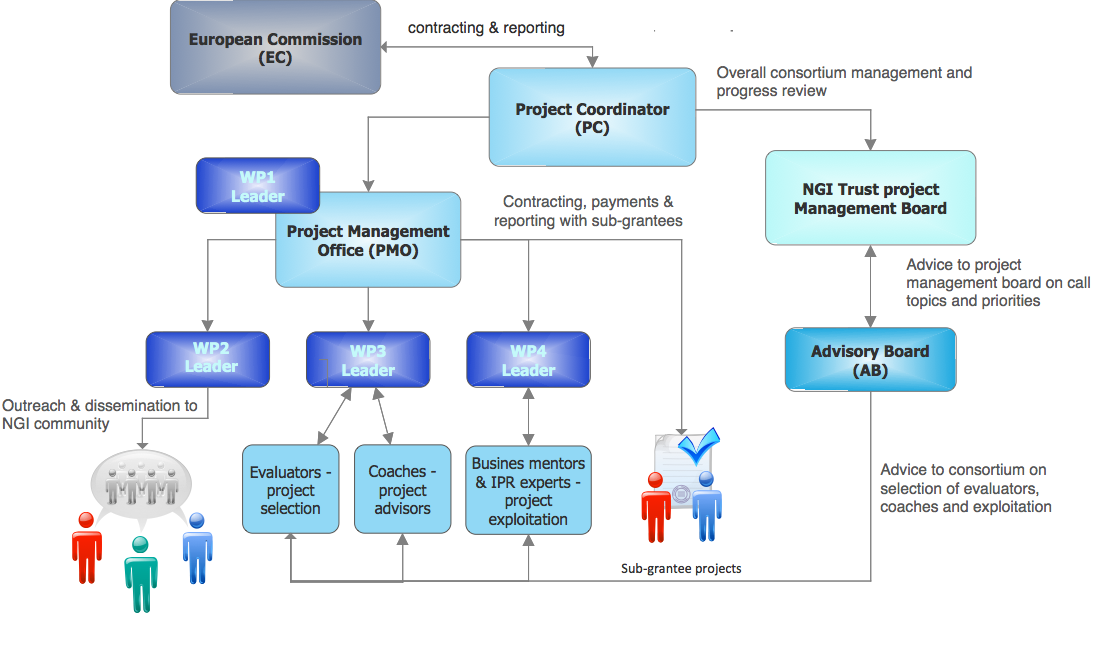 contracting & reporting
European Commission
(EC)
Overall consortium management and
progress review
Project Coordinator
(PC)
WP1
Leader
NGI Trust project
Management Board
Contracting, payments &
reporting with sub-grantees
Project Management
Office (PMO)
Advice to project
management board on call
topics and priorities
WP2
Leader
WP3
Leader
WP4
Leader
Advisory Board
(AB)
Outreach & dissemination to
NGI community
Evaluators -
project
selection
Coaches -
project
advisors
Busines mentors
& IPR experts -
project
exploitation
Advice to consortium on
selection of evaluators,
coaches and exploitation
Sub-grantee projects